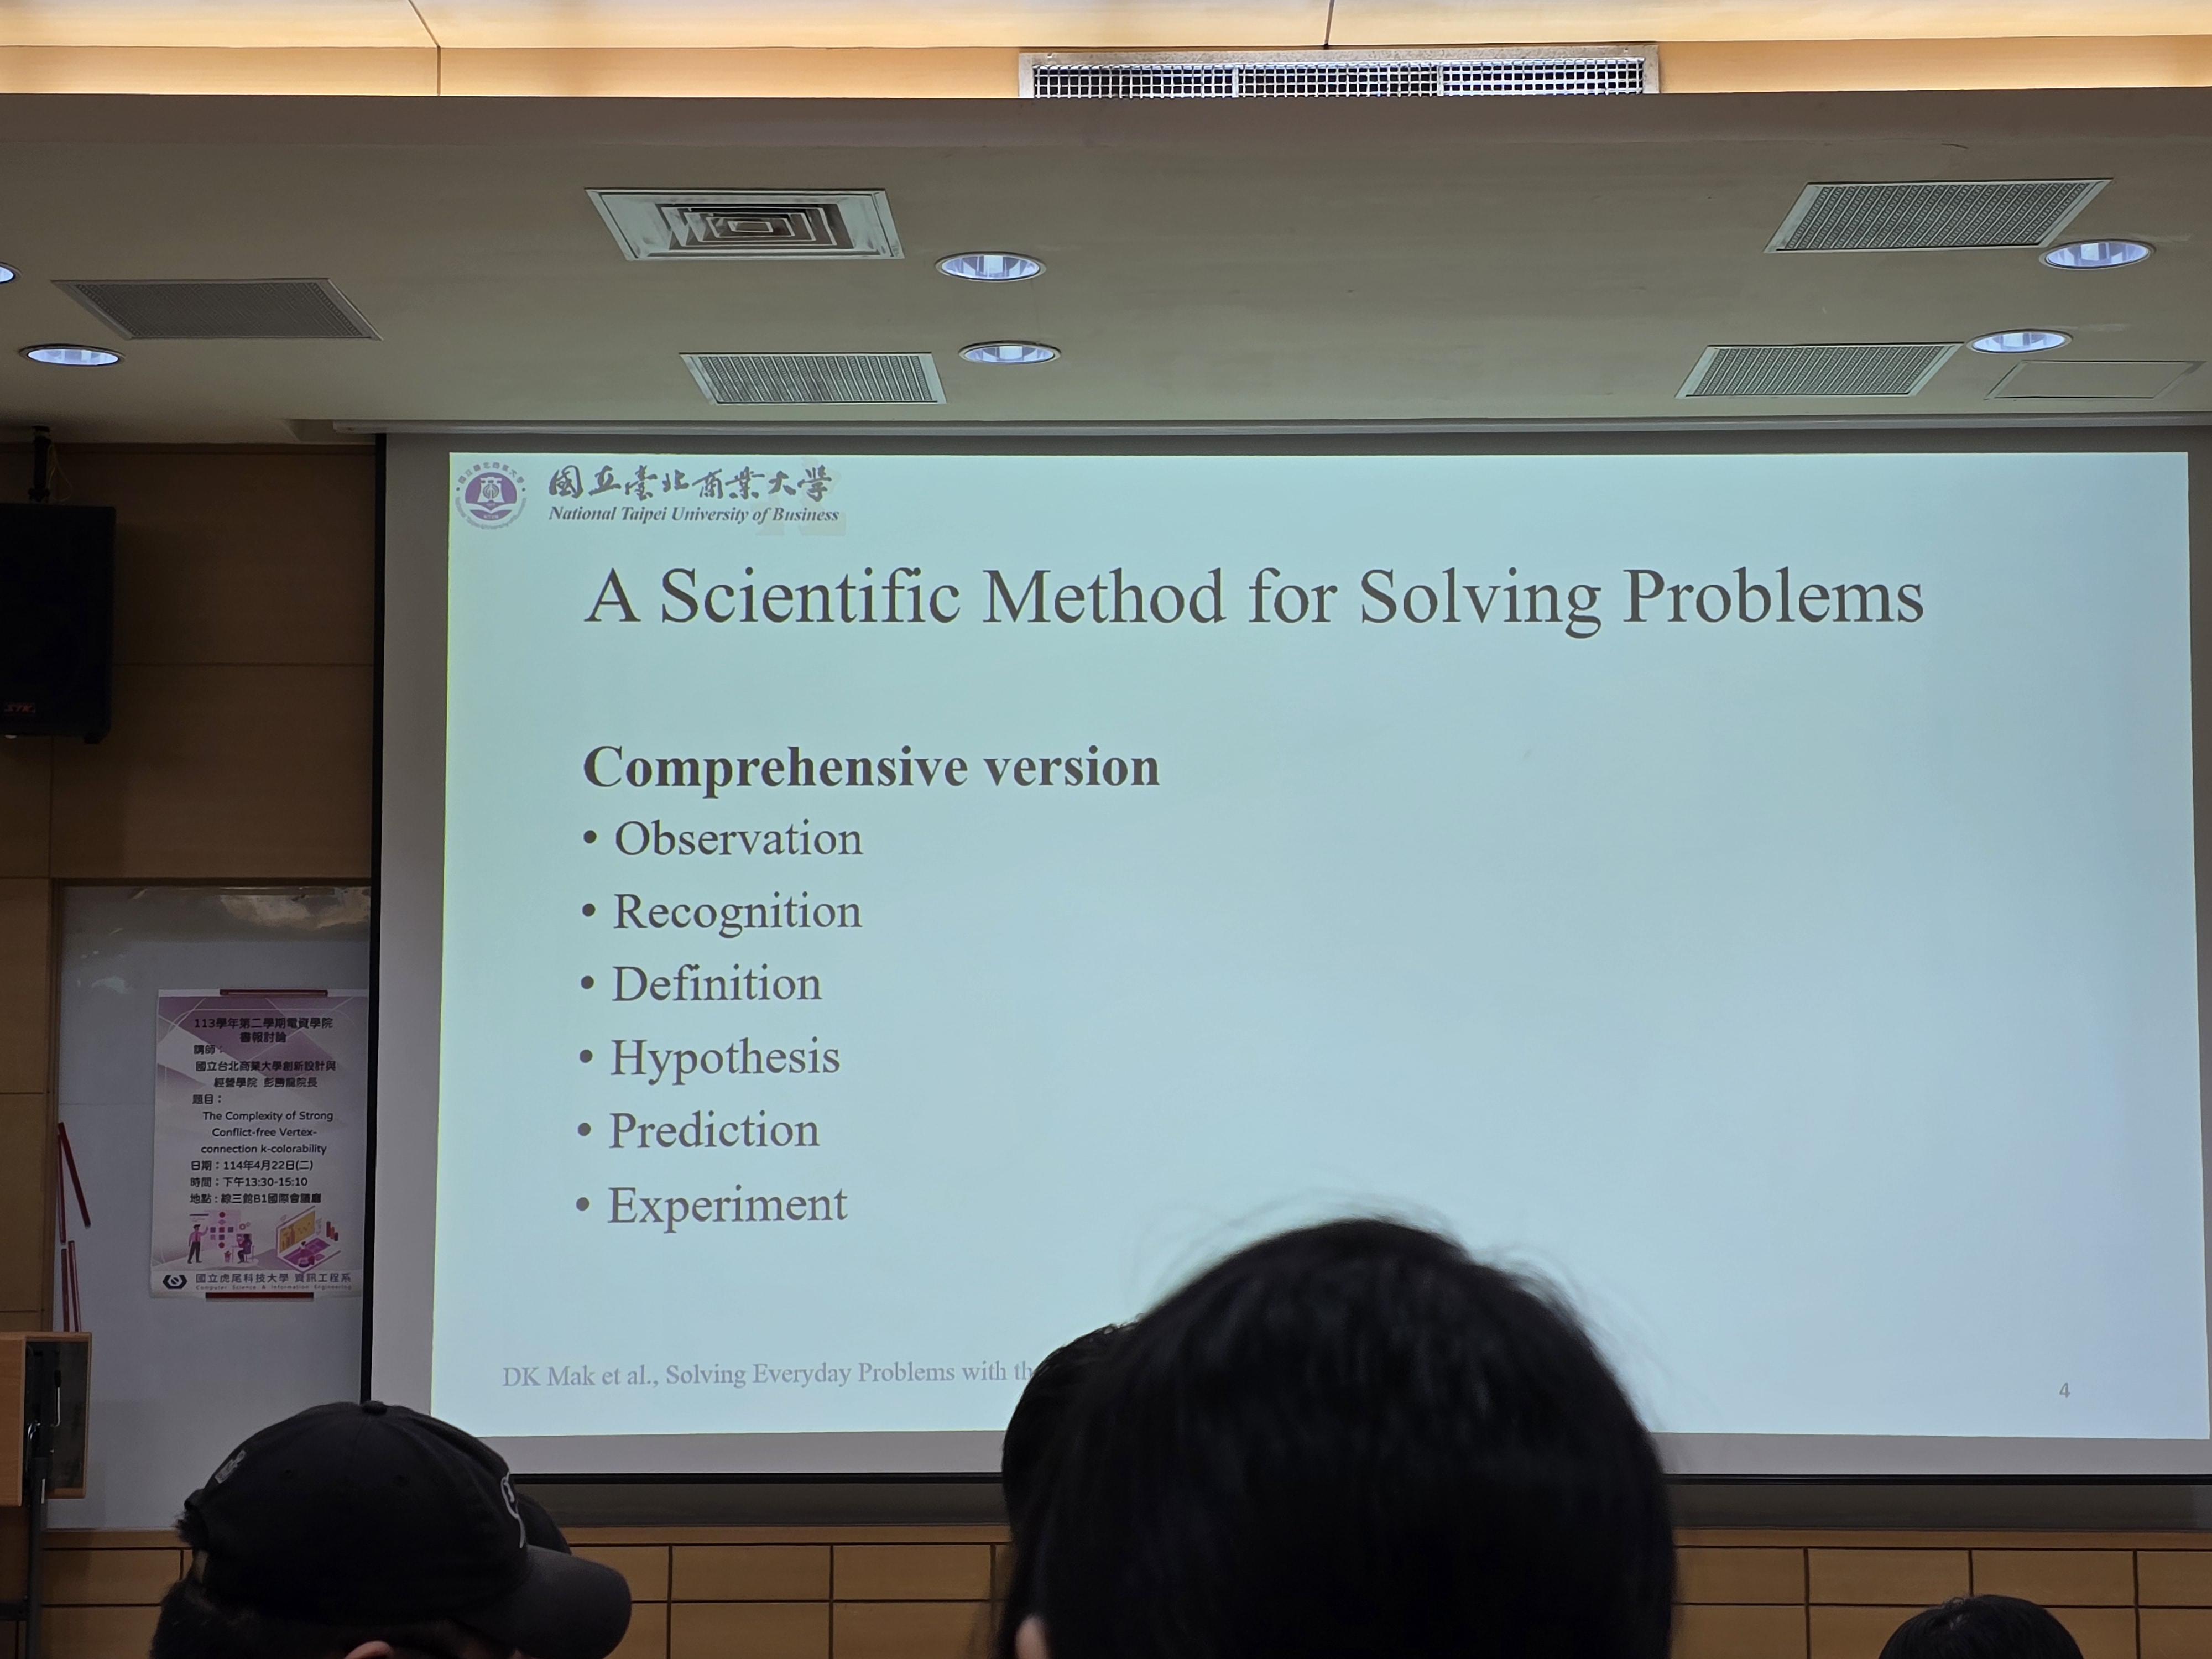 國立臺北商業大學
National Taipei University of Business
A Scientific Method for Solving Problems
Comprehensive version
• Observation
• Recognition
• Definition
• Hypothesis
• Prediction
• Experiment
DK Mak et al., Solving Everyday Problems with
4
STK
113學年第二學期電資學院
書報討論
講師：
國立台北商業大學創新設計與
經營學院 彭勝龍院長
題目：
The Complexity of Strong
Conflict-free Vertex-
connection k-colorability
日期：114年4月22日(二)
時間：下午13:30-15:10
地點：綜三館B1國際會議廳
國立虎尾科技大學 資訊工程系
Computer Science & Information Engineering